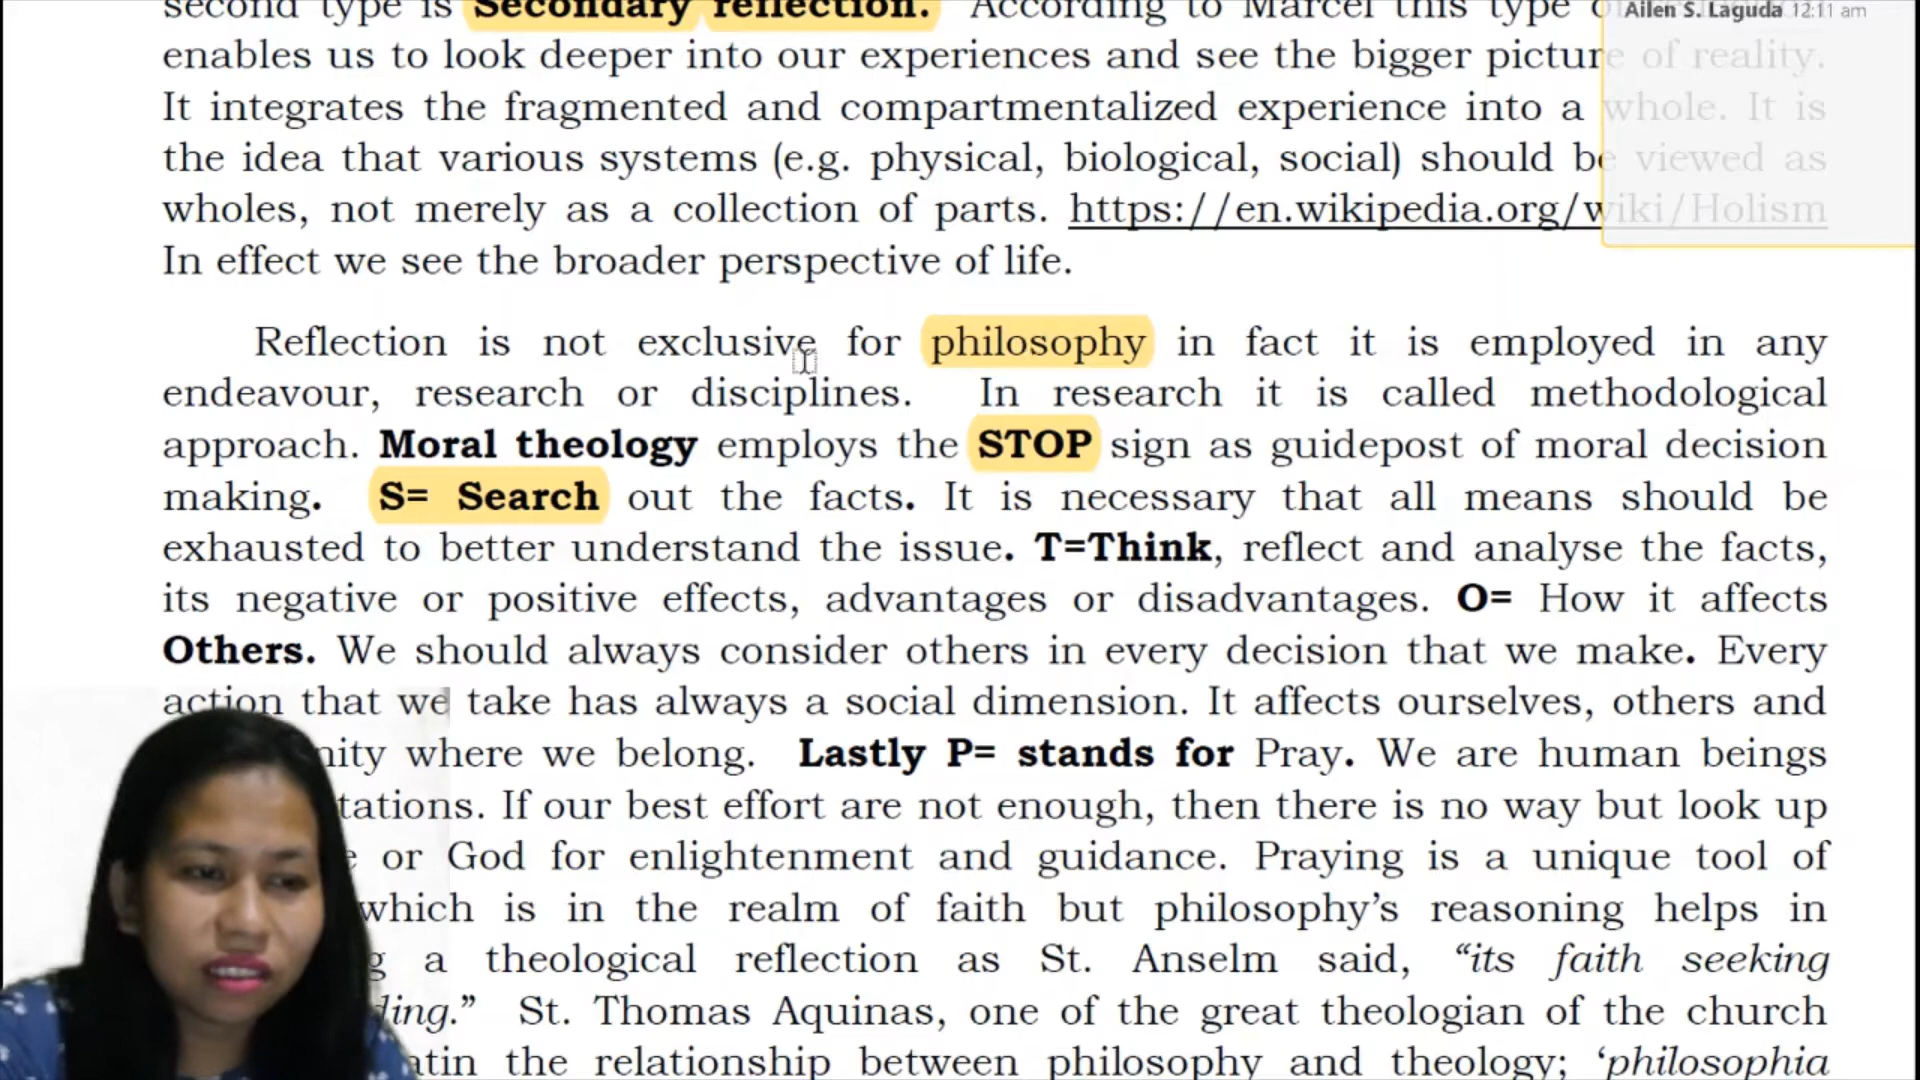 second type is Secondary reflection. According to Marcel this type
Ailen S. Laguda 12:11 am
enables us to look deeper into our experiences and see the bigger picture of reality.
It integrates the fragmented and compartmentalized experience into a whole. It is
the idea that various systems (e.g. physical, biological, social) should be viewed as
wholes, not merely as a collection of parts. https://en.wikipedia.org/wiki/Holism
In effect we see the broader perspective of life.
Reflection is not exclusive for philosophy in fact it is employed in any
endeavour, research or disciplines. In research it is called methodological
approach. Moral theology employs the STOP sign as guidepost of moral decision
making. S= Search out the facts. It is necessary that all means should be
exhausted to better understand the issue. T=Think, reflect and analyse the facts,
its negative or positive effects, advantages or disadvantages. O= How it affects
Others. We should always consider others in every decision that we make. Every
action that we take has always a social dimension. It affects ourselves, others and
nity where we belong. Lastly P= stands for Pray. We are human beings
tations. If our best effort are not enough, then there is no way but look up
e or God for enlightenment and guidance. Praying is a unique tool of
which is in the realm of faith but philosophy's reasoning helps in
g a theological reflection as St. Anselm said, "its faith seeking
ding." St. Thomas Aquinas, one of the great theologian of the church
atin the relationship between philosophy and theology; 'philosophia